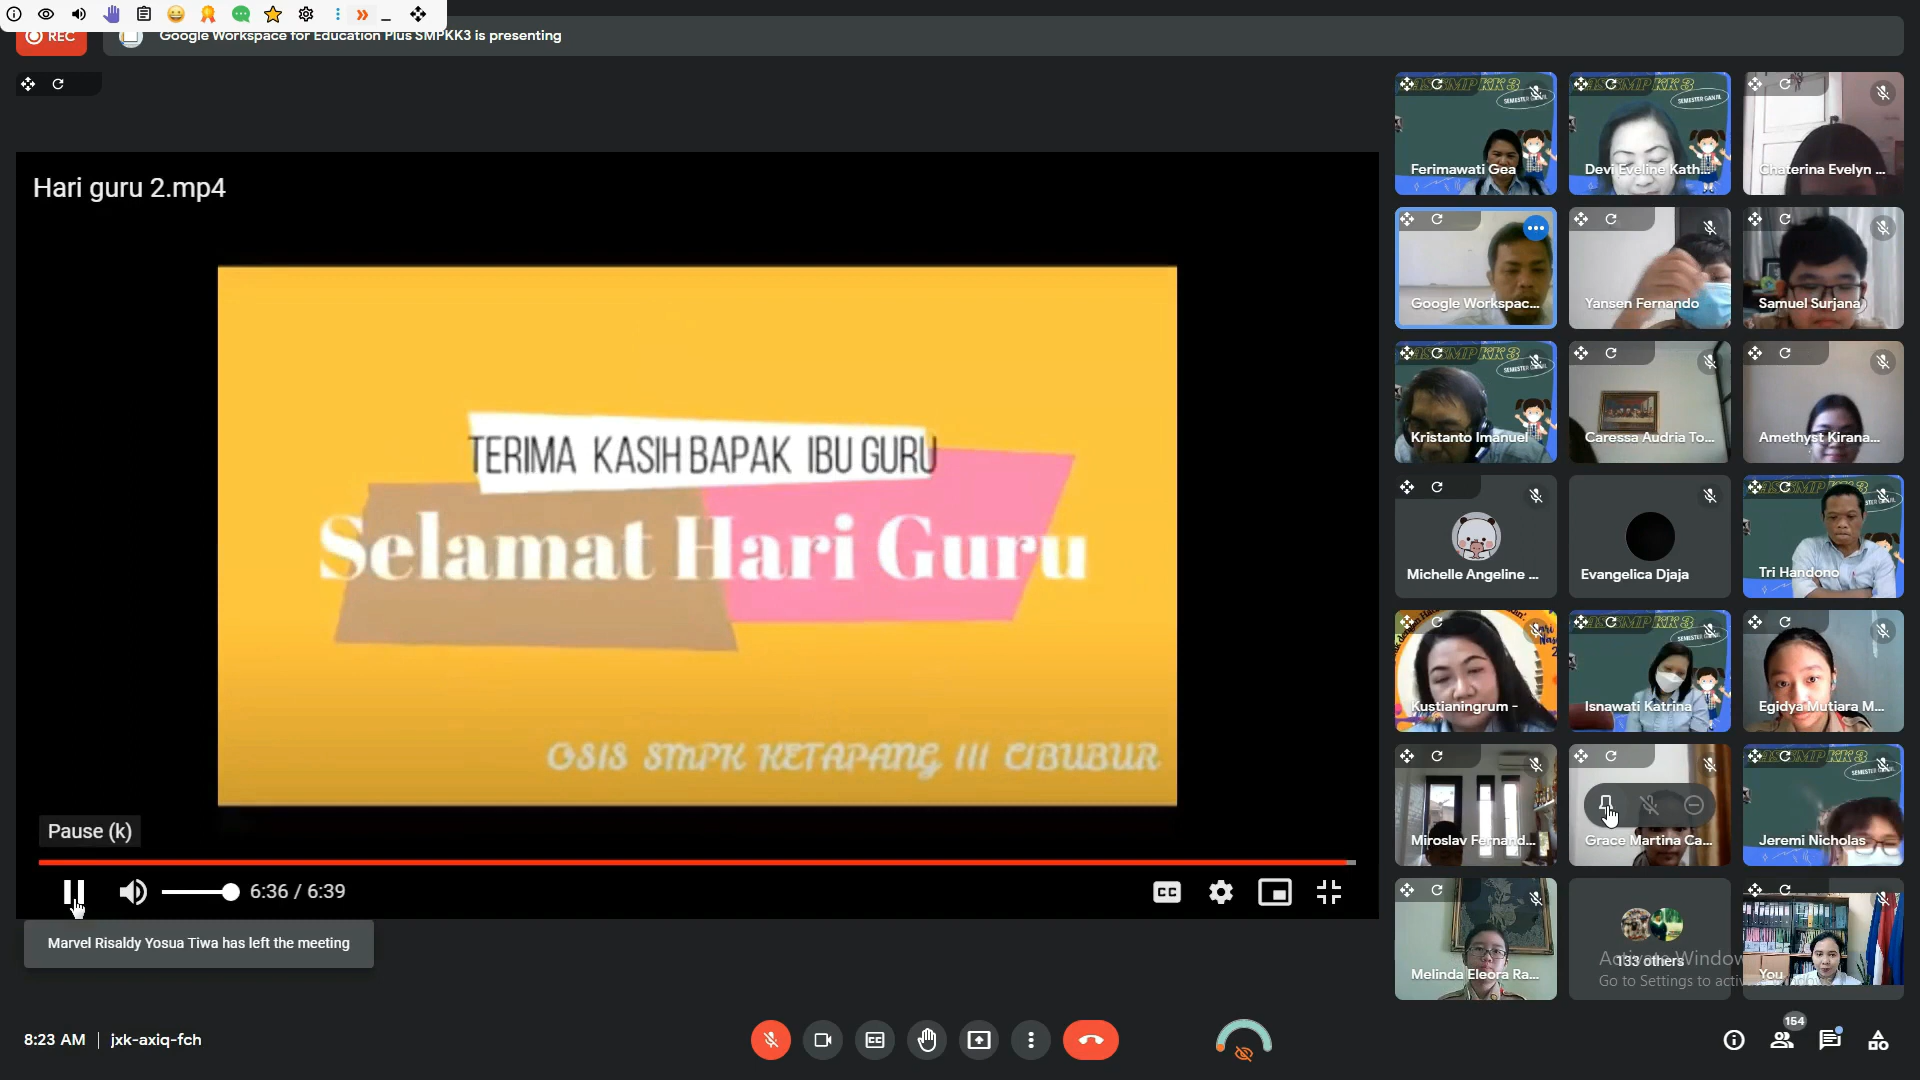 REC
Google Workspace for Education Plus SMPKK3 is presenting
Hari guru 2.mp4
TERIMA KASIH BAPAK IBU GURU
Selamat Hari Guru
OSIS SMPK KETAPANG III CIBUBUR
Pause (k)
6:36 / 6:39
CC
Marvel Risaldy Yosua Tiwa has left the meeting
Ferimawati Gea
Devi Eveline Kath...
Chaterina Evelyn ...
Google Workspac...
Yansen Fernando
Samuel Surjana
Kristanto Imanuel
Caressa Audria To...
Amethyst Kirana...
Michelle Angeline ...
Evangelica Djaja
Tri Handono
Kustianingrum -
Isnawati Katrina
Egidya Mutiara M...
Miroslav Fernand...
Grace Martina Ca...
Jeremi Nicholas
Melinda Eleora Ra...
133 others
You
8:23 AM | jxk-axiq-fch
154